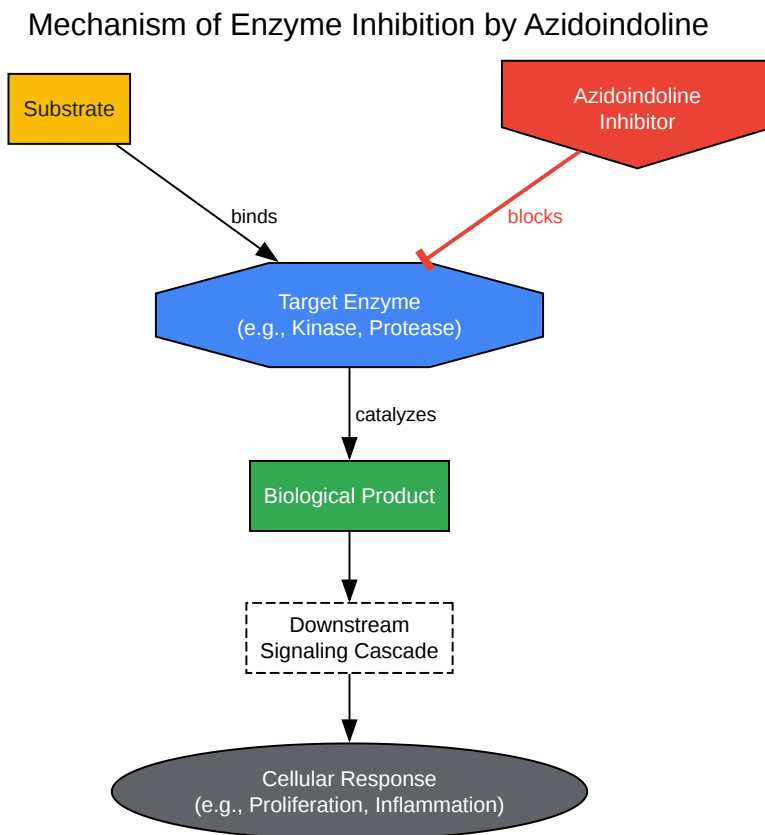 Mechanism of Enzyme Inhibition by Azidoindoline
Substrate
Azidoindoline
Inhibitor
binds
blocks
Target Enzyme
(e.g., Kinase, Protease)
catalyzes
Biological Product
Downstream
Signaling Cascade
Cellular Response
(e.g., Proliferation, Inflammation)